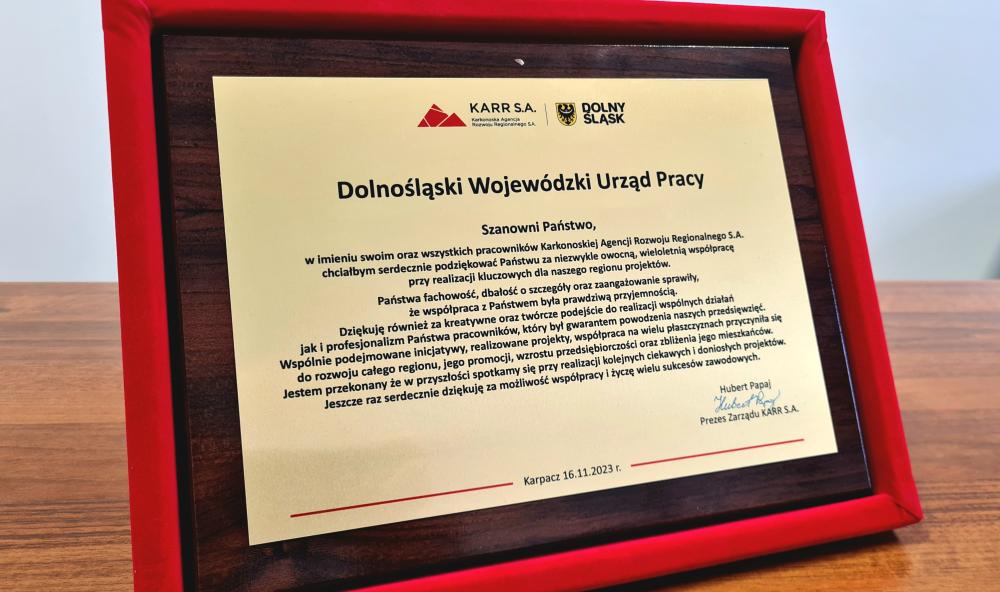 KARR S.A.
Karkonoska Agencja
Rozwoju Regionalnego S.A.
DOLNY
ŚLĄSK
Dolnośląski Wojewódzki Urząd Pracy
Szanowni Państwo,
w imieniu swoim oraz wszystkich pracowników Karkonoskiej Agencji Rozwoju Regionalnego S.A.
chciałbym serdecznie podziękować Państwu za niezwykle owocną, wieloletnią współpracę
przy realizacji kluczowych dla naszego regionu projektów.
Państwa fachowość, dbałość o szczegóły oraz zaangażowanie sprawiły,
że współpraca z Państwem była prawdziwą przyjemnością.
Dziękuję również za kreatywne oraz twórcze podejście do realizacji wspólnych działań
jak i profesjonalizm Państwa pracowników, który był gwarantem powodzenia naszych przedsięwzięć.
Wspólnie podejmowane inicjatywy, realizowane projekty, współpraca na wielu płaszczyznach przyczyniła się
do rozwoju całego regionu, jego promocji, wzrostu przedsiębiorczości oraz zbliżenia jego mieszkańców.
Jestem przekonany że w przyszłości spotkamy się przy realizacji kolejnych ciekawych i doniosłych projektów.
Jeszcze raz serdecznie dziękuję za możliwość współpracy i życzę wielu sukcesów zawodowych.
Hubert Papaj
Hubert Papaj
Prezes Zarządu KARR S.A.
Karpacz 16.11.2023 r.